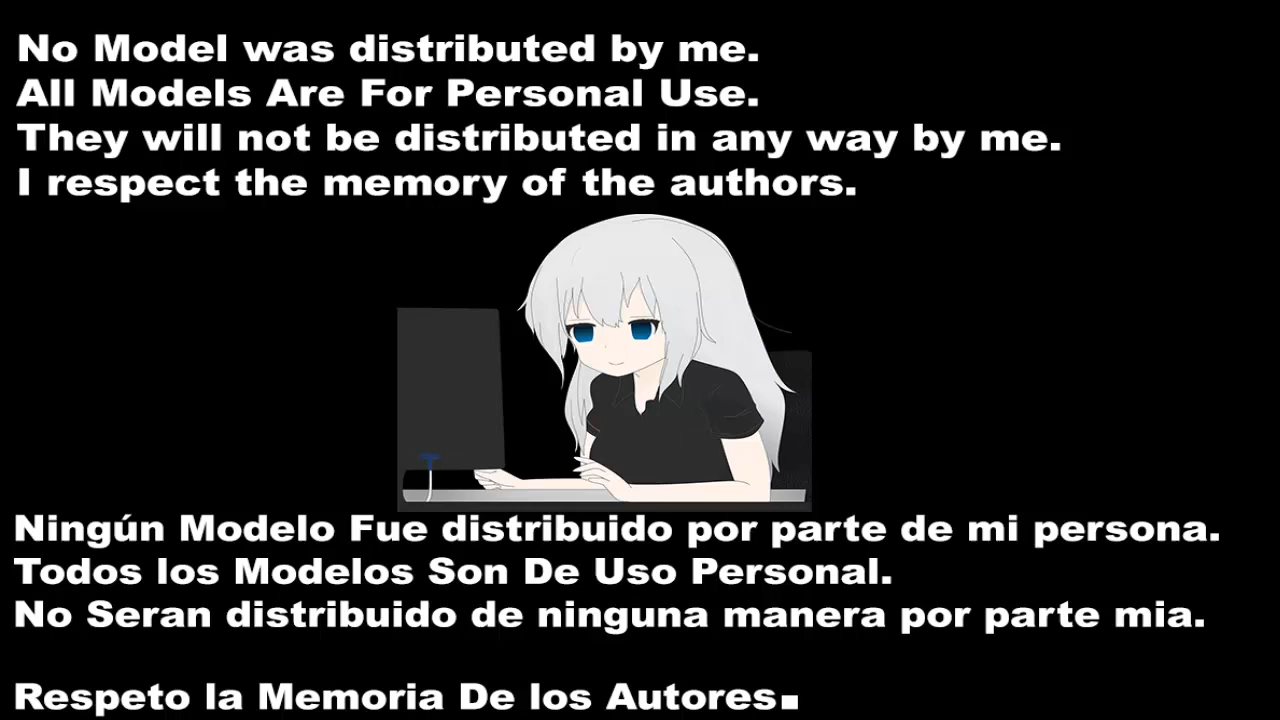 No Model was distributed by me.
All Models Are For Personal Use.
They will not be distributed in any way by me.
I respect the memory of the authors.
Ningún Modelo Fue distribuido por parte de mi persona.
Todos los Modelos Son De Uso Personal.
No Seran distribuido de ninguna manera por parte mia.
Respeto la Memoria De los Autores.